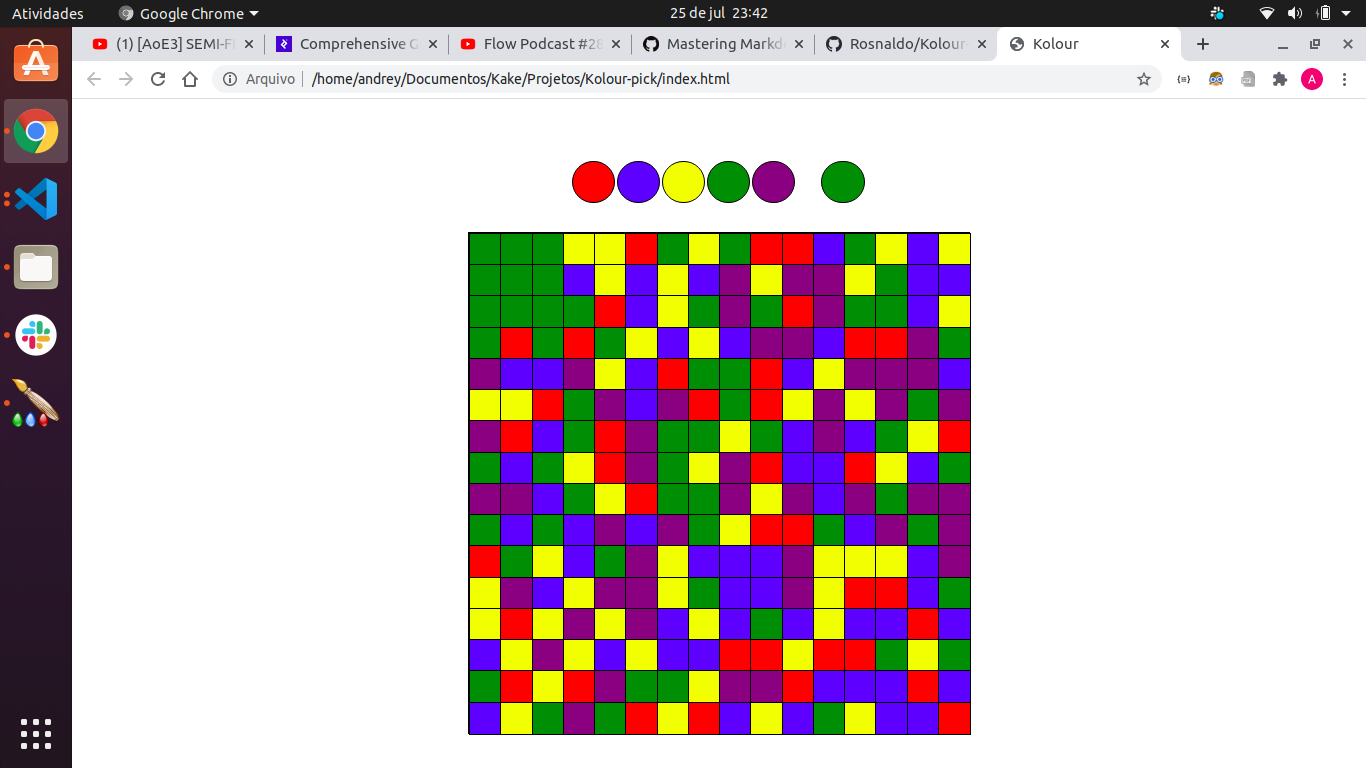 Atividades Google Chrome 25 de jul 23:42
(1) [AoE3] SEMI-F Comprehensive G Flow Podcast #28 Mastering Markd Rosnaldo/Kolour- Kolour
Arquivo /home/andrey/Documentos/Kake/Projetos/Kolour-pick/index.html A